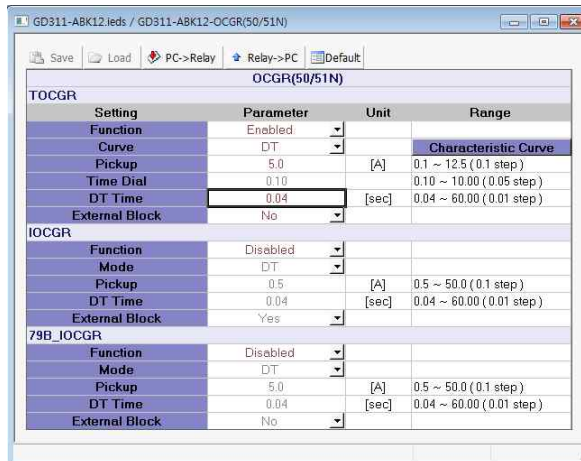 GD311-ABK12.ieds / GD311-ABK12-OCGR(50/51N)
Save Load PC->Relay Relay->PC Default
OCGR(50/51N)
TOCGR
Setting Parameter Unit Range
Function Enabled
Curve DT Characteristic Curve
Pickup 5.0 [A] 0.1 ~ 12.5 ( 0.1 step )
Time Dial 0.10 0.10 ~ 10.00 ( 0.05 step )
DT Time 0.04 [sec] 0.04 ~ 60.00 ( 0.01 step )
External Block No
IOCGR
Function Disabled
Mode DT
Pickup 0.5 [A] 0.5 ~ 50.0 ( 0.1 step )
DT Time 0.04 [sec] 0.04 ~ 60.00 ( 0.01 step )
External Block Yes
79B_IOCGR
Function Disabled
Mode DT
Pickup 5.0 [A] 0.5 ~ 50.0 ( 0.1 step )
DT Time 0.04 [sec] 0.04 ~ 60.00 ( 0.01 step )
External Block No